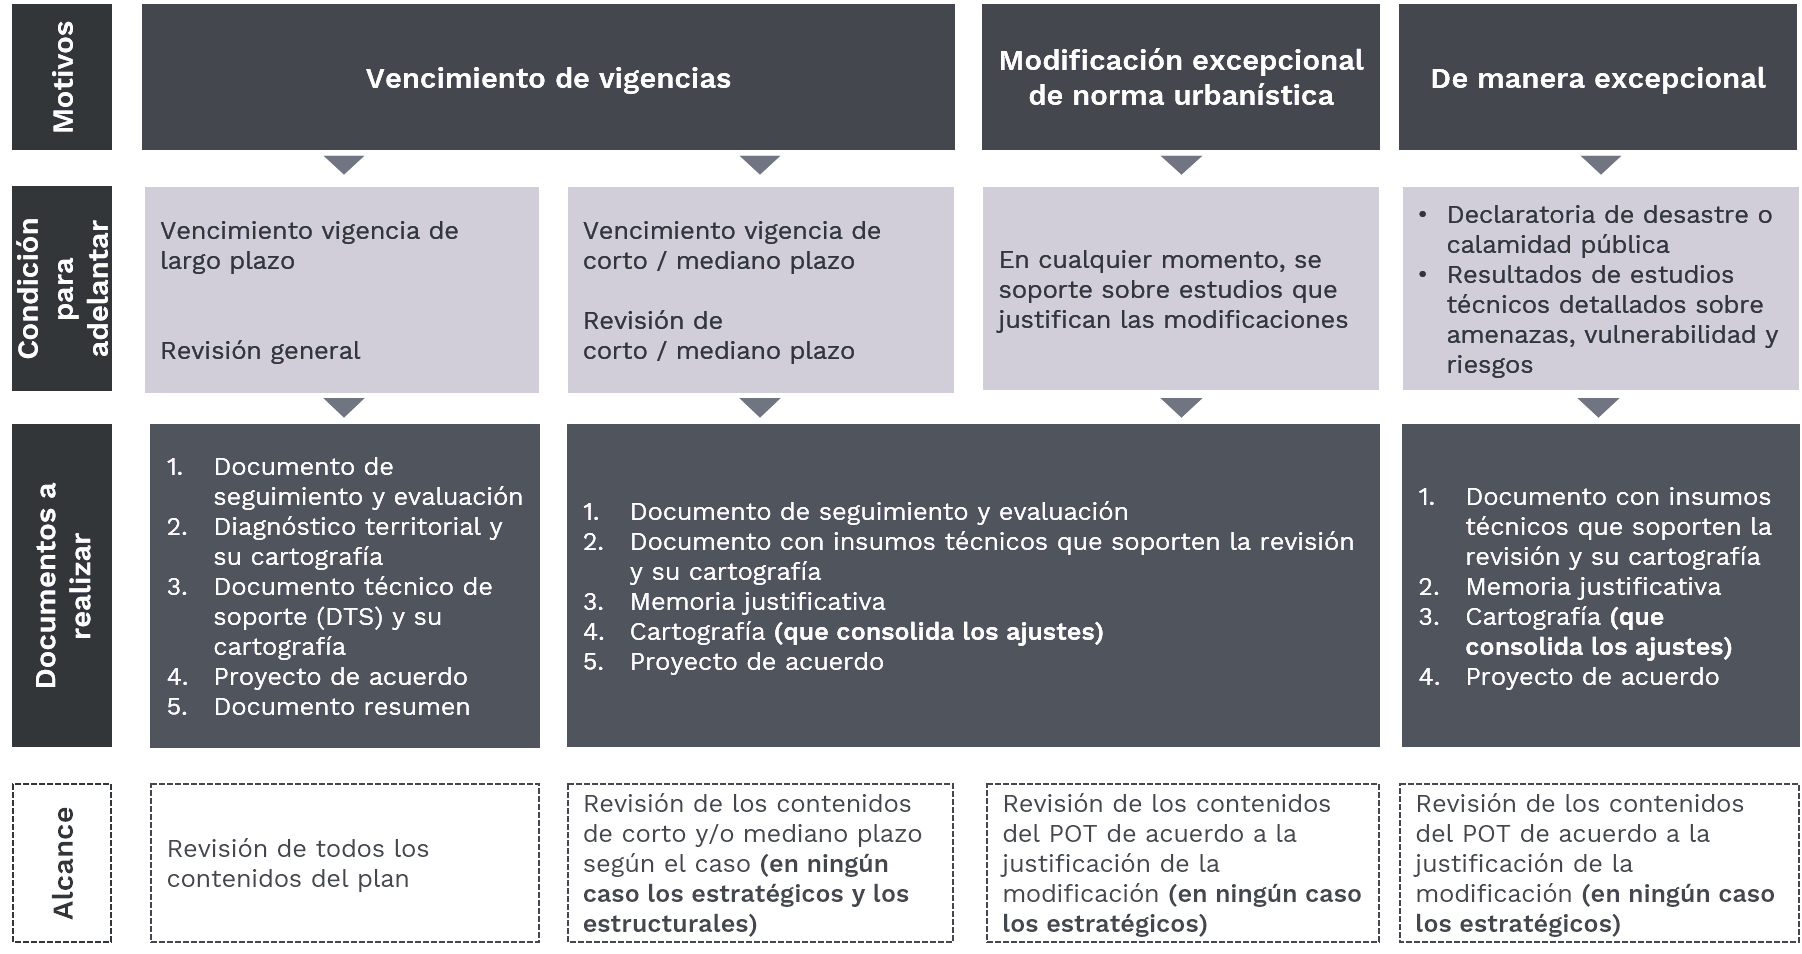 Motivos
Vencimiento de vigencias
Modificación excepcional
de norma urbanística
De manera excepcional
Condición
para
adelantar
Vencimiento vigencia de
largo plazo
Revisión general
Vencimiento vigencia de
corto / mediano plazo
Revisión de
corto / mediano plazo
En cualquier momento, se
soporte sobre estudios que
justifican las modificaciones
• Declaratoria de desastre o
calamidad pública
• Resultados de estudios
técnicos detallados sobre
amenazas, vulnerabilidad y
riesgos
Documentos a
realizar
1. Documento de
seguimiento y evaluación
2. Diagnóstico territorial y
su cartografía
3. Documento técnico de
soporte (DTS) y su
cartografía
4. Proyecto de acuerdo
5. Documento resumen
1. Documento de seguimiento y evaluación
2. Documento con insumos técnicos que soporten la revisión
y su cartografía
3. Memoria justificativa
4. Cartografía (que consolida los ajustes)
5. Proyecto de acuerdo
1. Documento con insumos
técnicos que soporten la
revisión y su cartografía
2. Memoria justificativa
3. Cartografía (que
consolida los ajustes)
4. Proyecto de acuerdo
Alcance
Revisión de todos los
contenidos del plan
Revisión de los contenidos
de corto y/o mediano plazo
según el caso (en ningún
caso los estratégicos y los
estructurales)
Revisión de los contenidos
del POT de acuerdo a la
justificación de la
modificación (en ningún caso
los estratégicos)
Revisión de los contenidos
del POT de acuerdo a la
justificación de la
modificación (en ningún caso
los estratégicos)